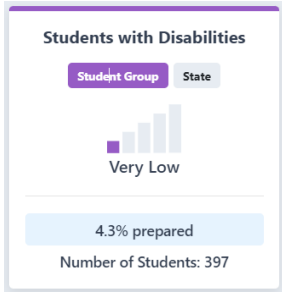 Students with Disabilities
Student Group State
Very Low
4.3% prepared
Number of Students: 397